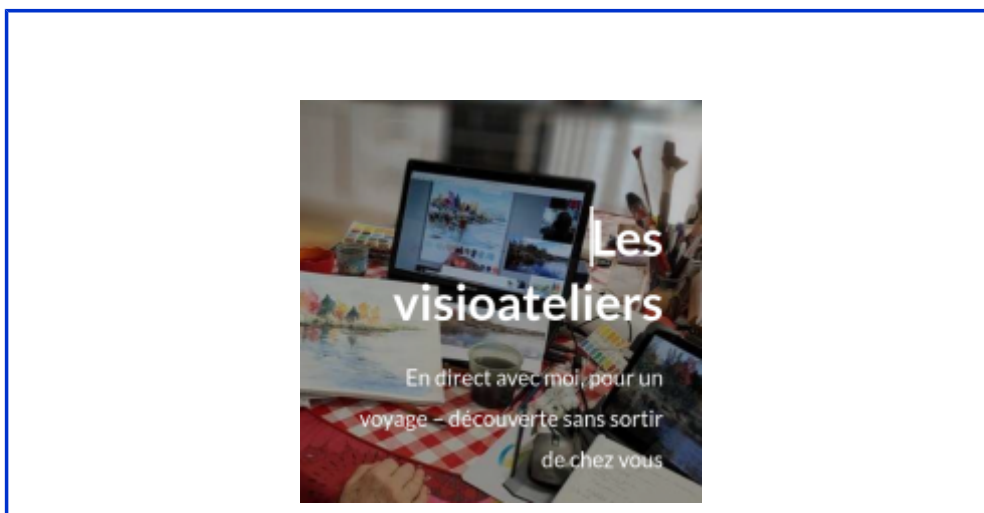 Les
visioateliers
En direct avec moi, pour un
voyage – découverte sans sortir
de chez vous